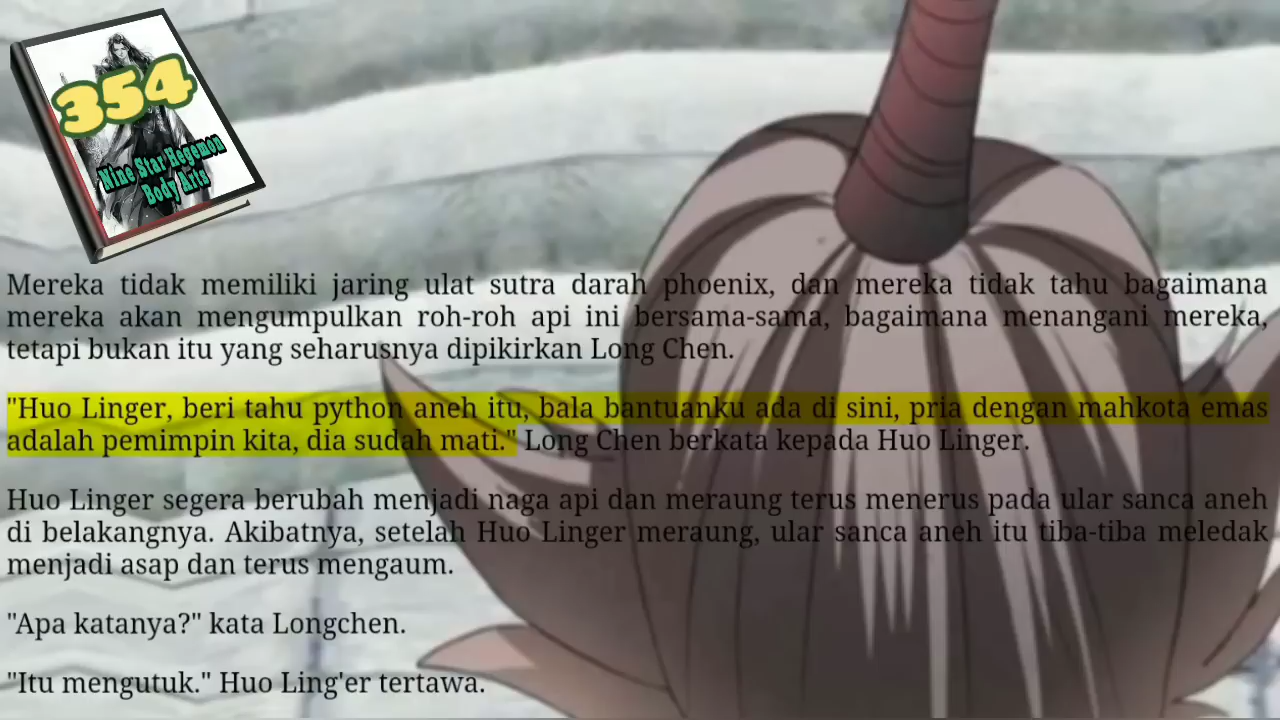 354
Nine Star Hegemon
Body Arts
Mereka tidak memiliki jaring ulat sutra darah phoenix, dan mereka tidak tahu bagaimana
mereka akan mengumpulkan roh-roh api ini bersama-sama, bagaimana menangani mereka,
tetapi bukan itu yang seharusnya dipikirkan Long Chen.
"Huo Linger, beri tahu python aneh itu, bala bantuanku ada di sini, pria dengan mahkota emas
adalah pemimpin kita, dia sudah mati." Long Chen berkata kepada Huo Linger.
Huo Linger segera berubah menjadi naga api dan meraung terus menerus pada ular sanca aneh
di belakangnya. Akibatnya, setelah Huo Linger meraung, ular sanca aneh itu tiba-tiba meledak
menjadi asap dan terus mengaum.
"Apa katanya?" kata Longchen.
"Itu mengutuk." Huo Ling'er tertawa.